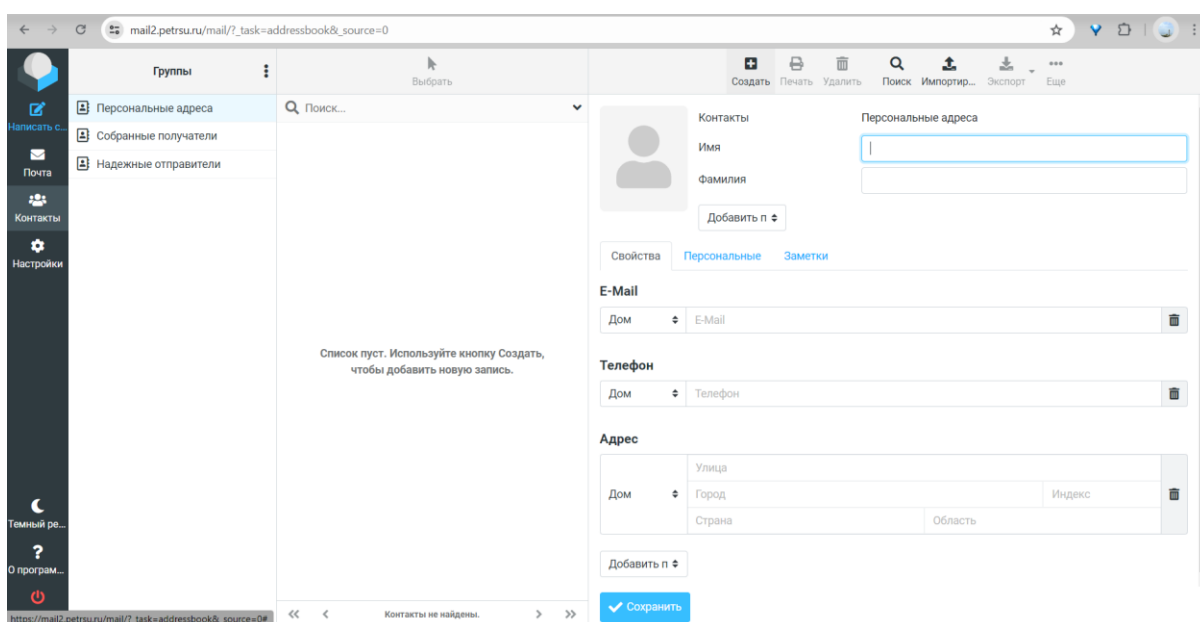 mail2.petrsu.ru/mail/?_task=addressbook&_source=0
Написать с...
Почта
Контакты
Настройки
Темный ре...
О програм...
Группы
Персональные адреса
Собранные получатели
Надежные отправители
Выбрать
Поиск...
Список пуст. Используйте кнопку Создать,
чтобы добавить новую запись.
Контакты не найдены.
Создать Печать Удалить Поиск Импортир... Экспорт Еще
Контакты Персональные адреса
Имя
Фамилия
Добавить п
Свойства Персональные Заметки
E-Mail
Дом E-Mail
Телефон
Дом Телефон
Адрес
Улица
Дом Город Индекс
Страна Область
Добавить п
Сохранить
https://mail2.petrsu.ru/mail/?_task=addressbook&_source=0#